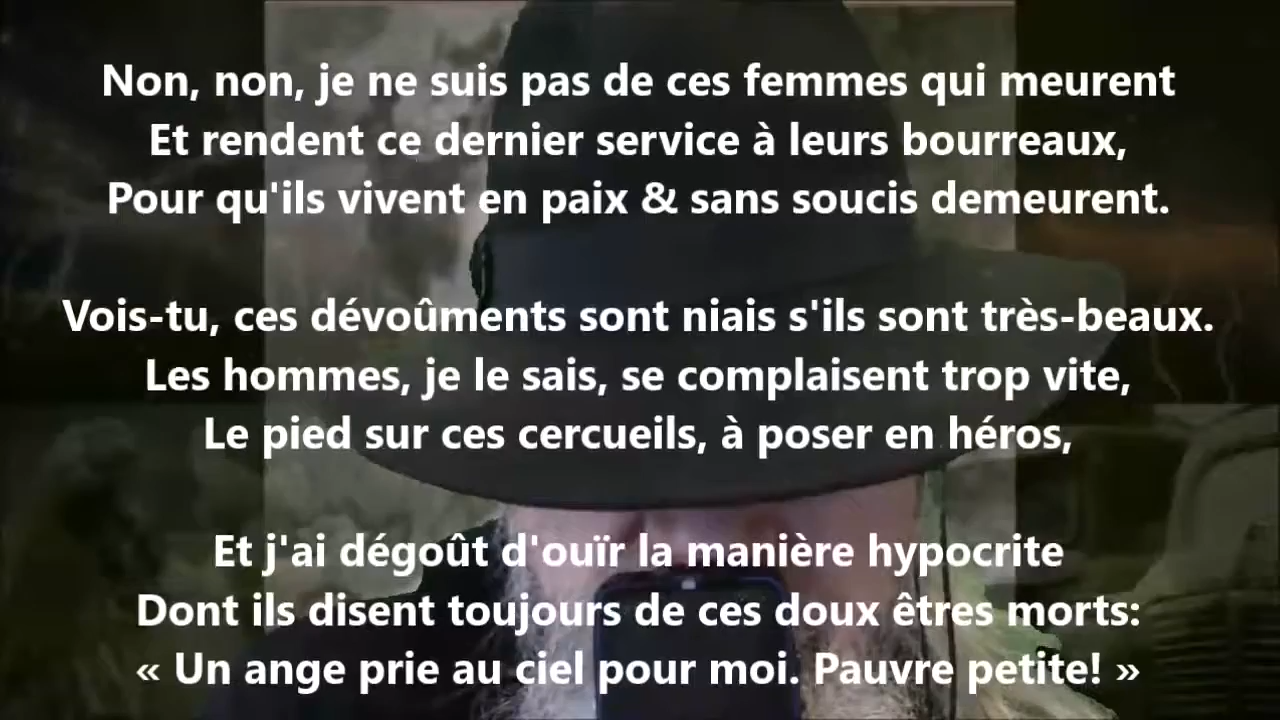 Non, non, je ne suis pas de ces femmes qui meurent
Et rendent ce dernier service à leurs bourreaux,
Pour qu'ils vivent en paix & sans soucis demeurent.
Vois-tu, ces dévoûments sont niais s'ils sont très-beaux.
Les hommes, je le sais, se complaisent trop vite,
Le pied sur ces cercueils, à poser en héros,
Et j'ai dégoût d'ouïr la manière hypocrite
Dont ils disent toujours de ces doux êtres morts:
« Un ange prie au ciel pour moi. Pauvre petite! »